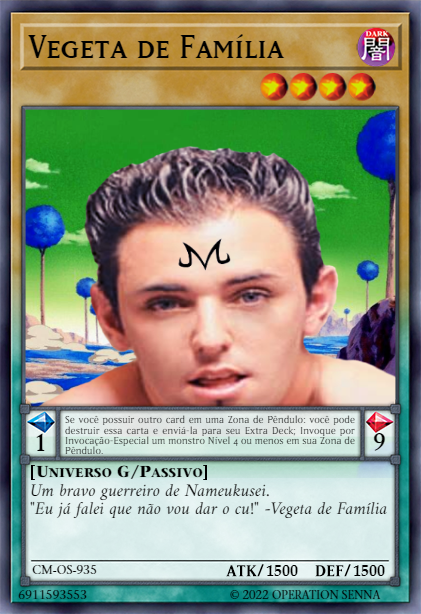 Vegeta de Família
DARK
闇
1
Se você possuir outro card em uma Zona de Pêndulo: você pode
destruir essa carta e enviá-la para seu Extra Deck; Invoque por
Invocação-Especial um monstro Nível 4 ou menos em sua Zona de
Pêndulo.
9
[Universo G/Passivo]
Um bravo guerreiro de Nameukusei.
"Eu já falei que não vou dar o cu!" -Vegeta de Família
CM-OS-935
ATK/1500 DEF/1500
6911593553
© 2022 OPERATION SENNA